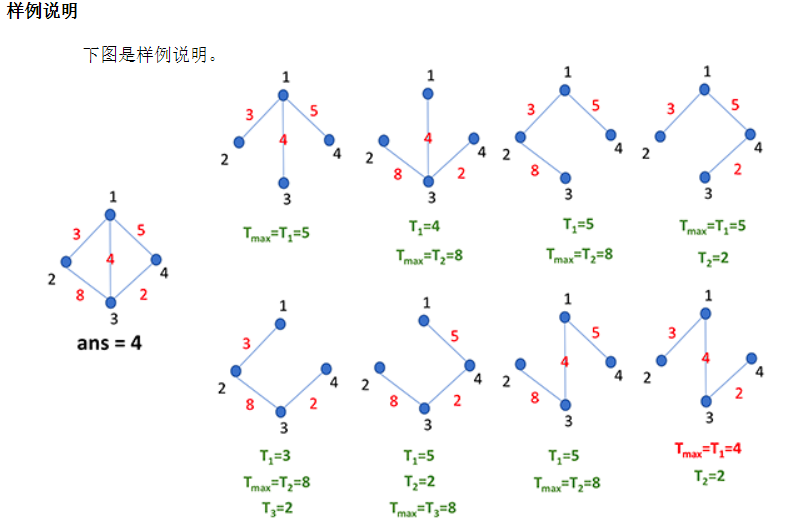 样例说明
下图是样例说明。
1
3 5
4
2 4
3
Tmax=T1=5
1
4
2 4
8 2
3
T1=4
Tmax=T2=8
1
3 5
2 4
8
3
T1=5
Tmax=T2=8
1
3 5
2 4
2
3
Tmax=T1=5
T2=2
1
3 5
4
2 4
8 2
3
ans = 4
1
3
2 4
8 2
3
T1=3
Tmax=T2=8
T3=2
1
5
2 4
8 2
3
T1=5
T2=2
Tmax=T3=8
1
5
4
2 4
8
3
T1=5
Tmax=T2=8
1
3
4
2 4
2
3
Tmax=T1=4
T2=2